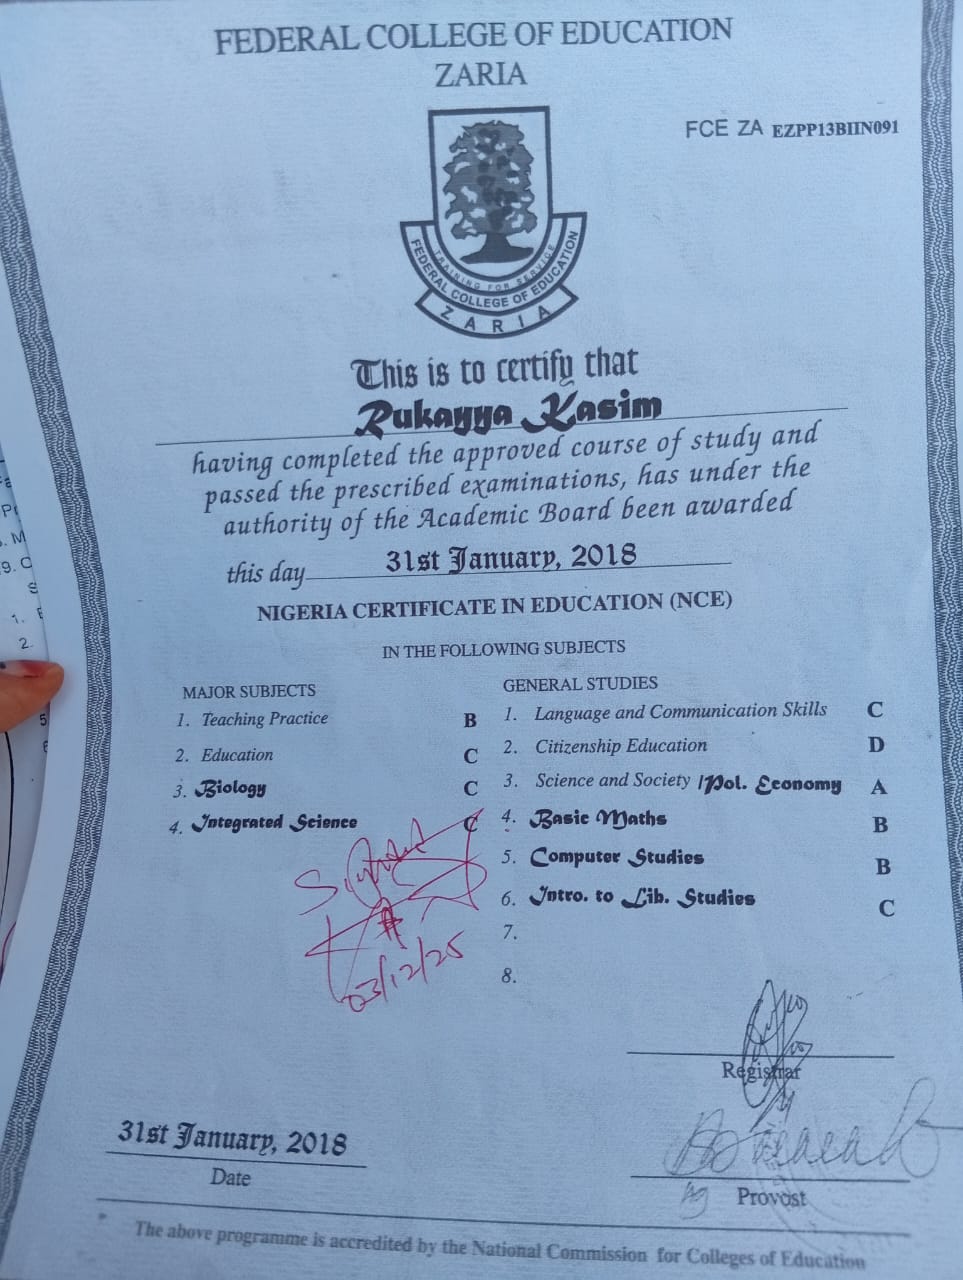 FEDERAL COLLEGE OF EDUCATION
ZARIA
FCE ZA EZPP13BIIN091
TRAINING FOR SERVICE
FEDERAL COLLEGE OF EDUCATION
ZARIA
This is to certify that
Rukayya Kasim
having completed the approved course of study and
passed the prescribed examinations, has under the
authority of the Academic Board been awarded
this day 31st January, 2018
NIGERIA CERTIFICATE IN EDUCATION (NCE)
IN THE FOLLOWING SUBJECTS
MAJOR SUBJECTS
1. Teaching Practice B
2. Education C
3. Biology C
4. Integrated Science C
GENERAL STUDIES
1. Language and Communication Skills C
2. Citizenship Education D
3. Science and Society /Pol. Economy A
4. Basic Maths B
5. Computer Studies B
6. Intro. to Lib. Studies C
7.
8.
03/12/25
Registrar
31st January, 2018
Date
Ag Provost
The above programme is accredited by the National Commission for Colleges of Education